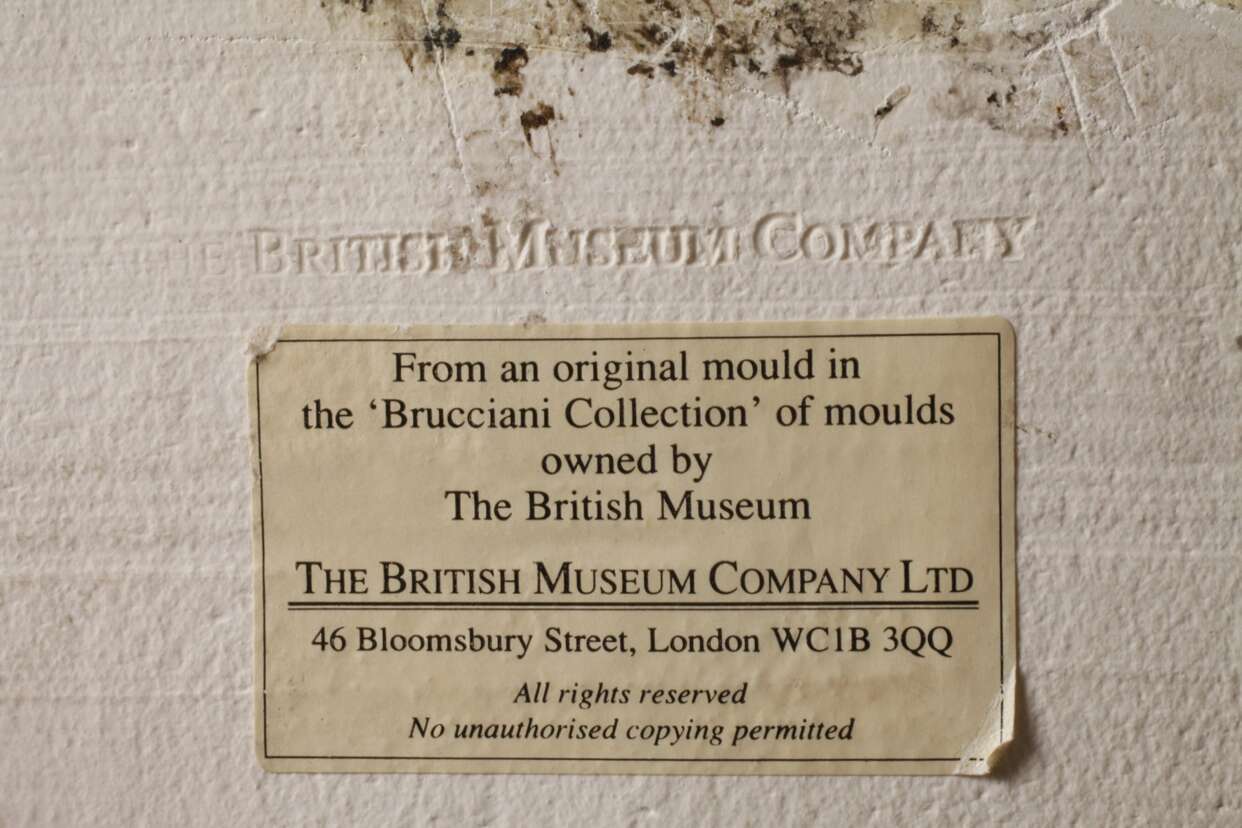 THE BRITISH MUSEUM COMPANY
From an original mould in
the ‘Brucciani Collection’ of moulds
owned by
The British Museum
THE BRITISH MUSEUM COMPANY LTD
46 Bloomsbury Street, London WC1B 3QQ
All rights reserved
No unauthorised copying permitted